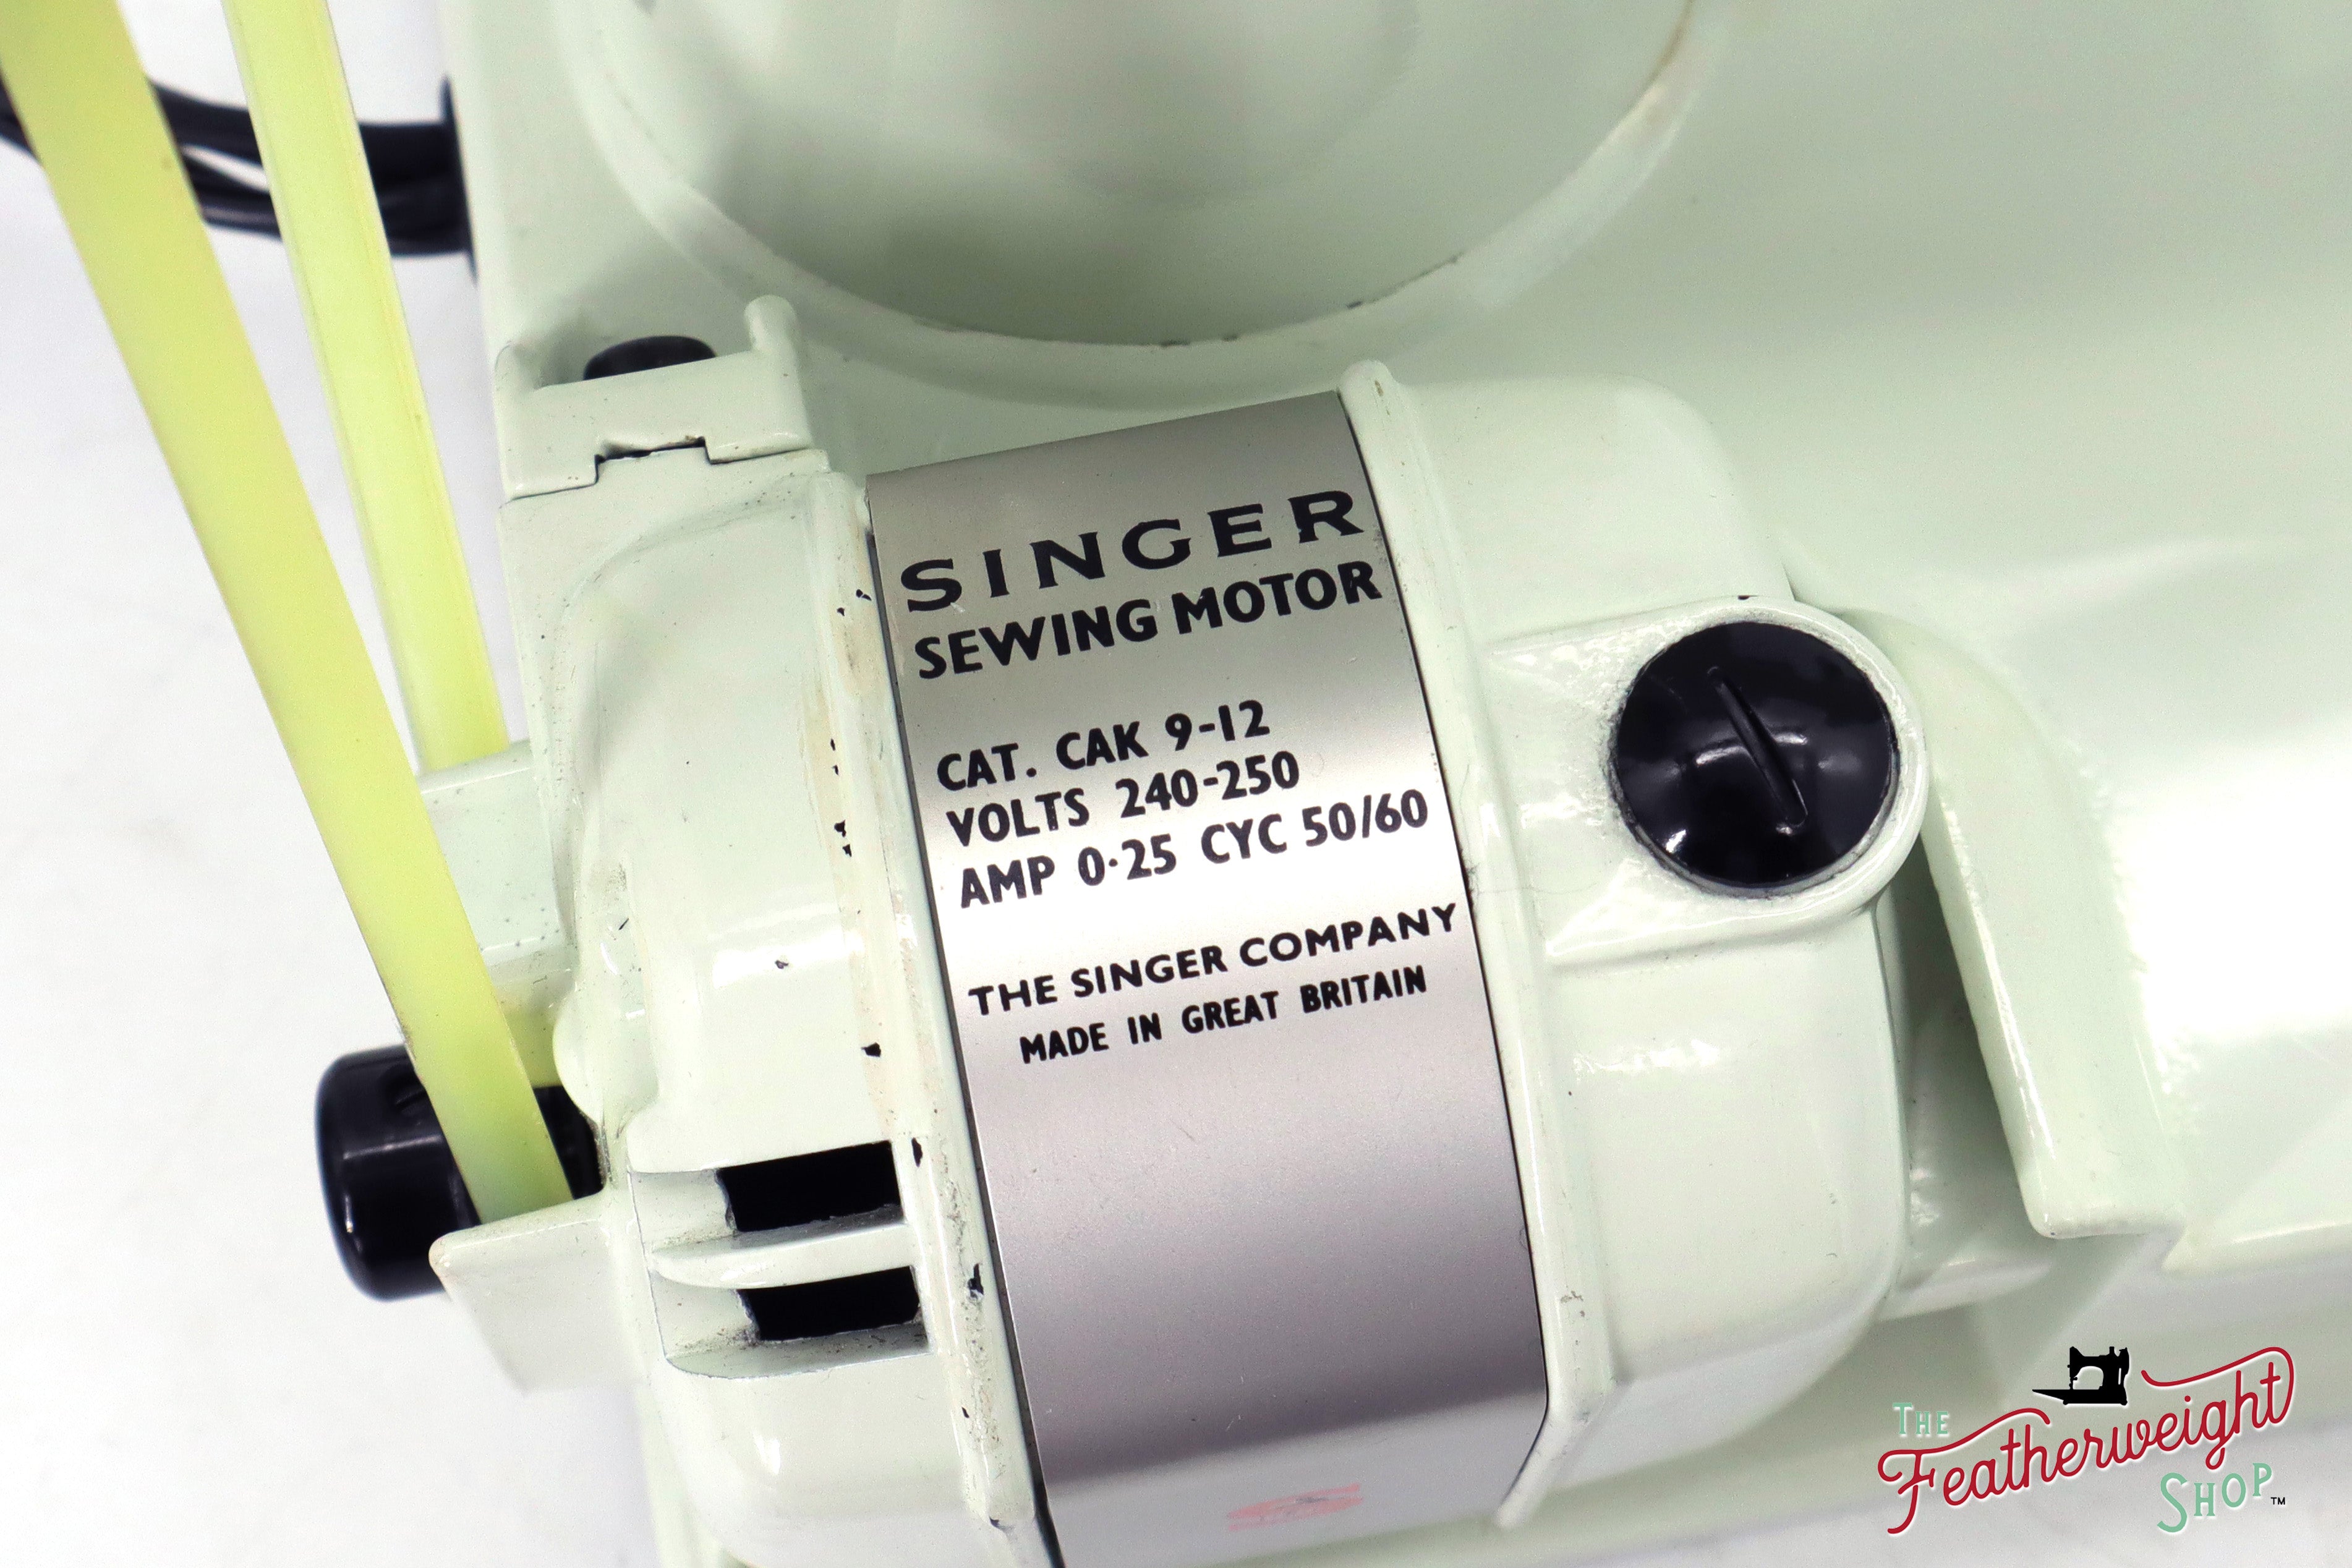 SINGER
SEWING MOTOR
CAT. CAK 9-12
VOLTS 240-250
AMP 0·25 CYC 50/60
THE SINGER COMPANY
MADE IN GREAT BRITAIN
THE
Featherweight
SHOP™